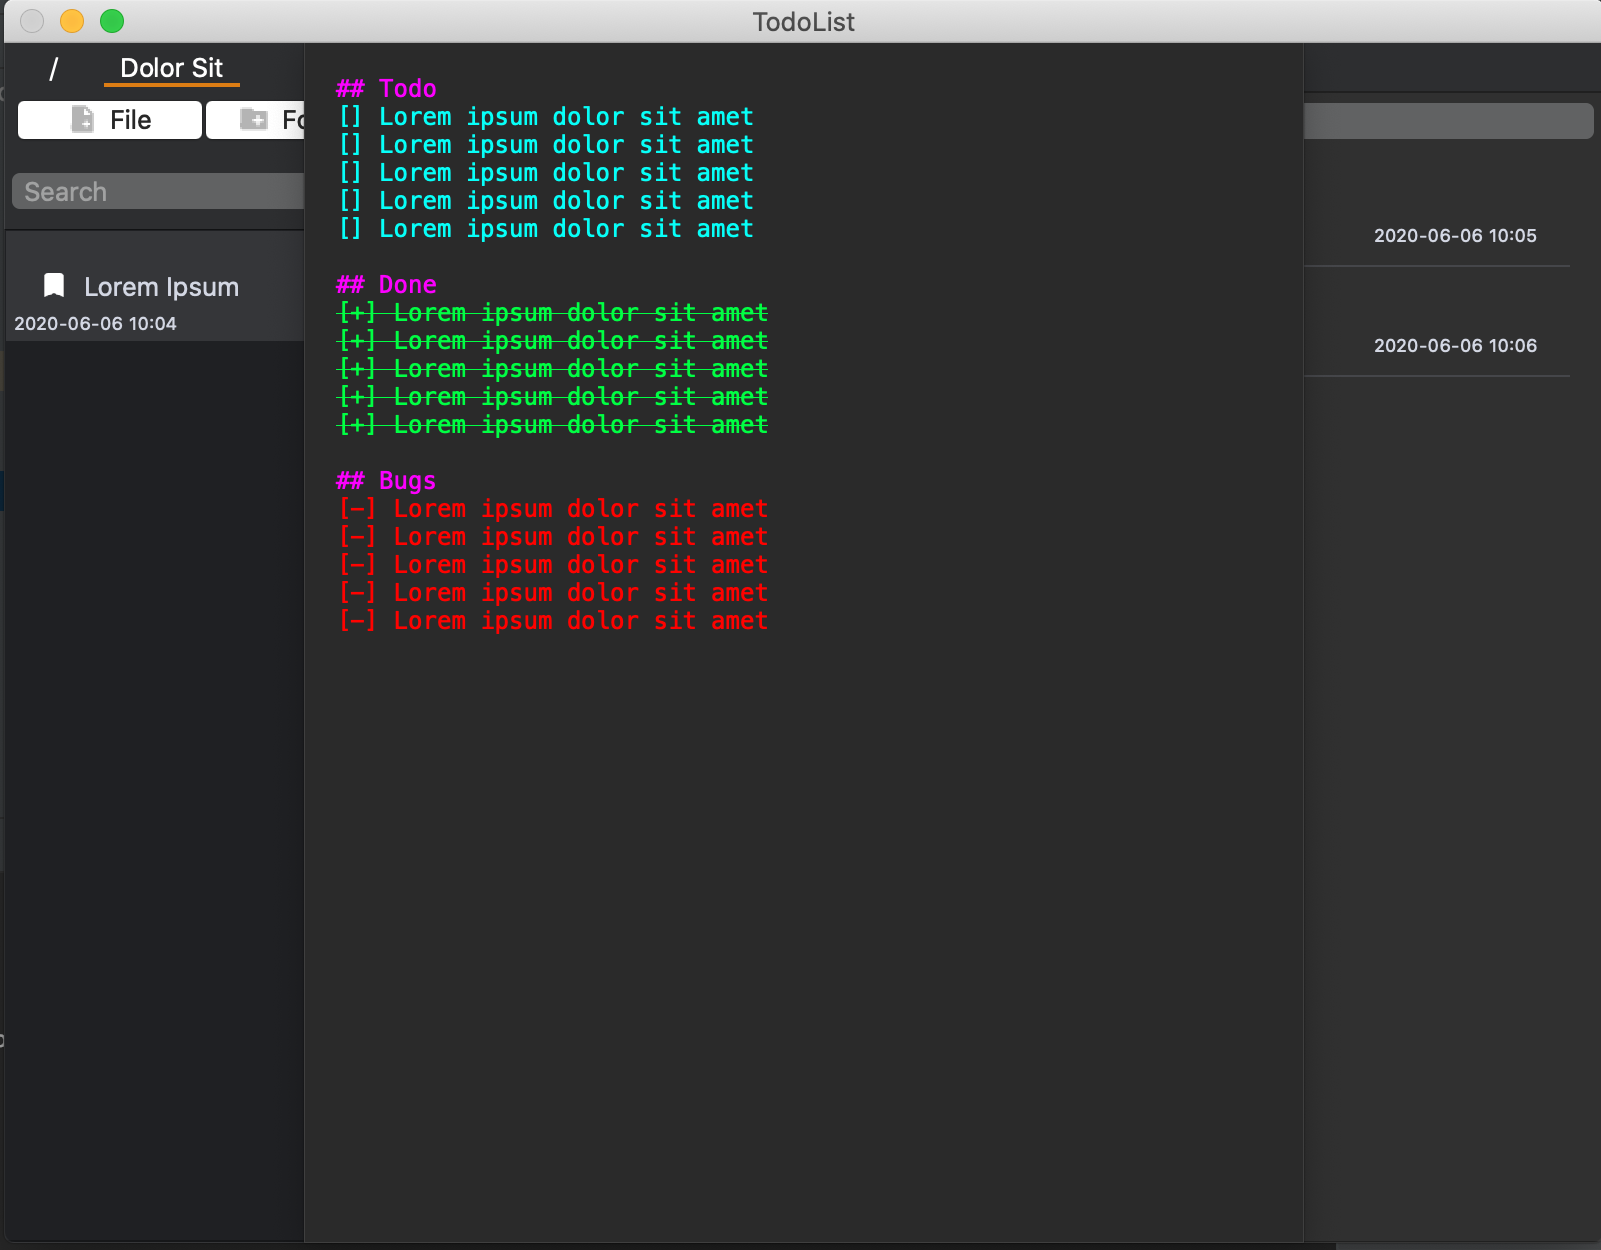 TodoList
/ Dolor Sit
File Fo
Search
Lorem Ipsum
2020-06-06 10:04
## Todo
[] Lorem ipsum dolor sit amet
[] Lorem ipsum dolor sit amet
[] Lorem ipsum dolor sit amet
[] Lorem ipsum dolor sit amet
[] Lorem ipsum dolor sit amet
## Done
[+] Lorem ipsum dolor sit amet
[+] Lorem ipsum dolor sit amet
[+] Lorem ipsum dolor sit amet
[+] Lorem ipsum dolor sit amet
[+] Lorem ipsum dolor sit amet
## Bugs
[-] Lorem ipsum dolor sit amet
[-] Lorem ipsum dolor sit amet
[-] Lorem ipsum dolor sit amet
[-] Lorem ipsum dolor sit amet
[-] Lorem ipsum dolor sit amet
2020-06-06 10:05
2020-06-06 10:06